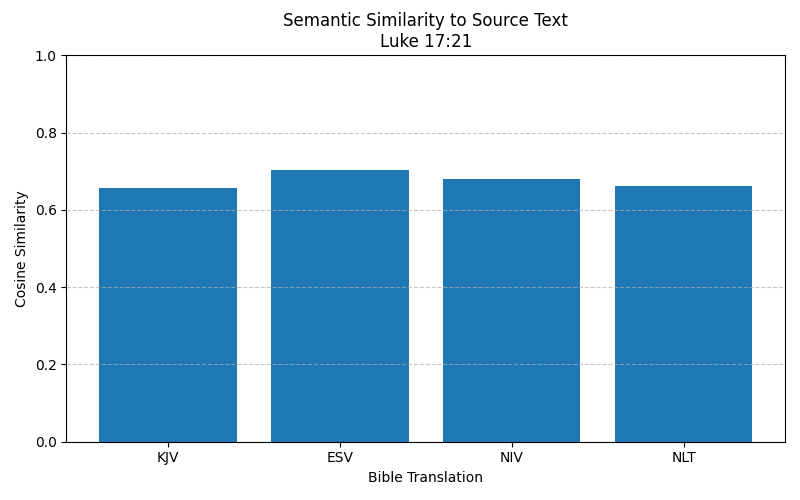 Semantic Similarity to Source Text
Luke 17:21
1.0
0.8
0.6
0.4
0.2
0.0
Cosine Similarity
KJV ESV NIV NLT
Bible Translation